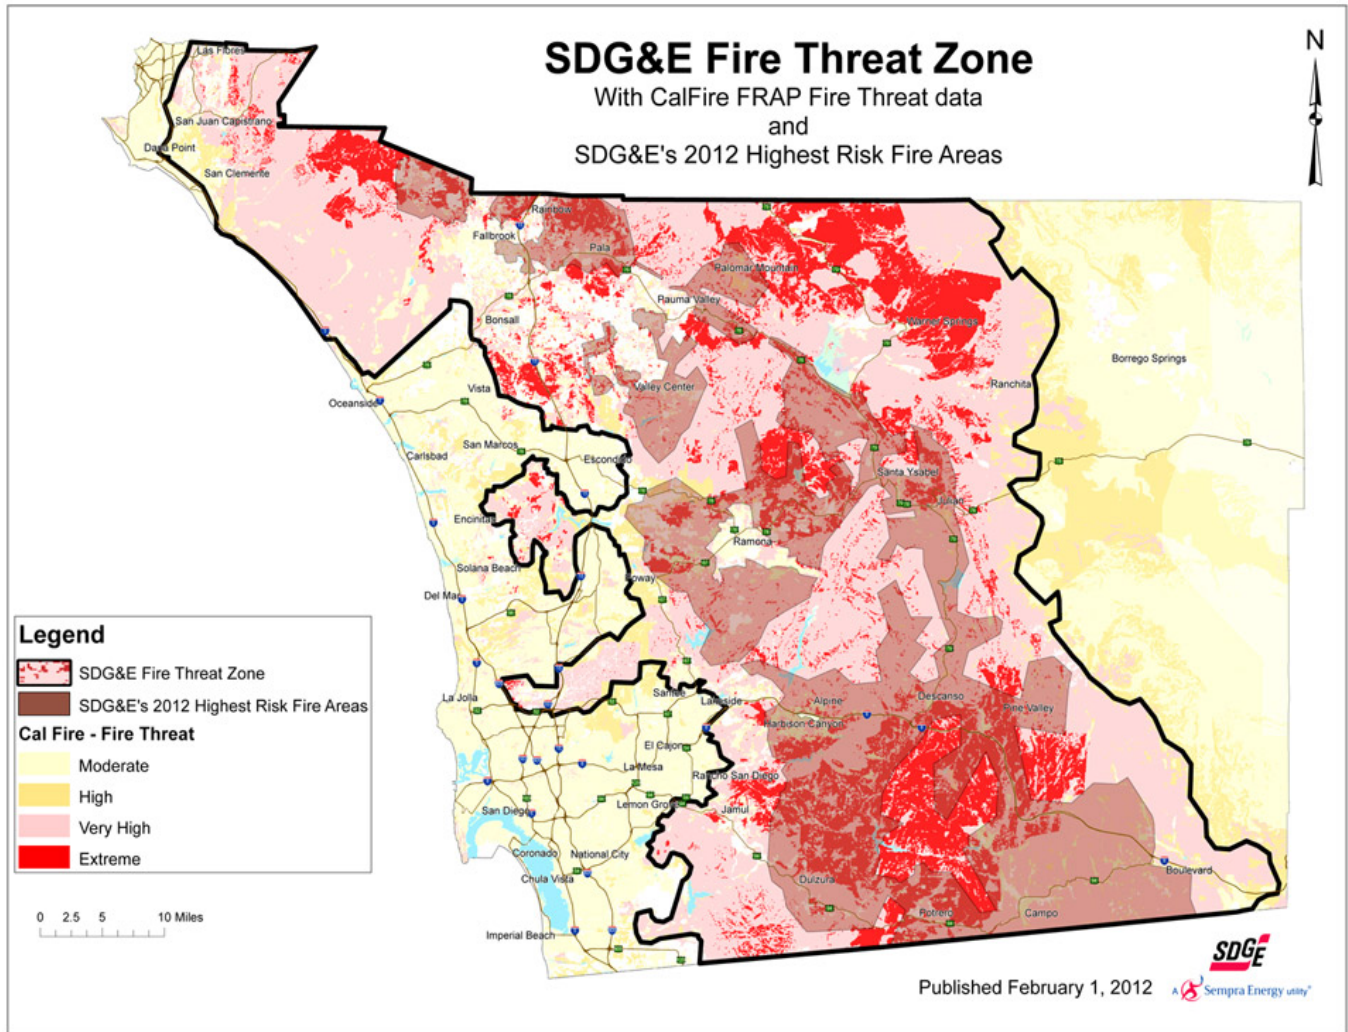 SDG&E Fire Threat Zone
With CalFire FRAP Fire Threat data
and
SDG&E's 2012 Highest Risk Fire Areas
N
Las Flores
San Juan Capistrano
Dana Point
San Clemente
Rainbow
Fallbrook
Pala
Palomar Mountain
Pauma Valley
Bonsall
Warner Springs
Borrego Springs
Ranchita
Vista
Valley Center
Oceanside
San Marcos
Carlsbad
Escondido
Santa Ysabel
Julian
Encinitas
Ramona
Solana Beach
Poway
Del Mar
La Jolla
Santee
Lakeside
Alpine
Descanso
Pine Valley
Harbison Canyon
El Cajon
La Mesa
Rancho San Diego
San Diego
Lemon Grove
Jamul
Coronado
National City
Chula Vista
Dulzura
Boulevard
Potrero
Campo
Imperial Beach
Legend
SDG&E Fire Threat Zone
SDG&E's 2012 Highest Risk Fire Areas
Cal Fire - Fire Threat
Moderate
High
Very High
Extreme
0 2.5 5 10 Miles
SDGE
Published February 1, 2012
A Sempra Energy utility®